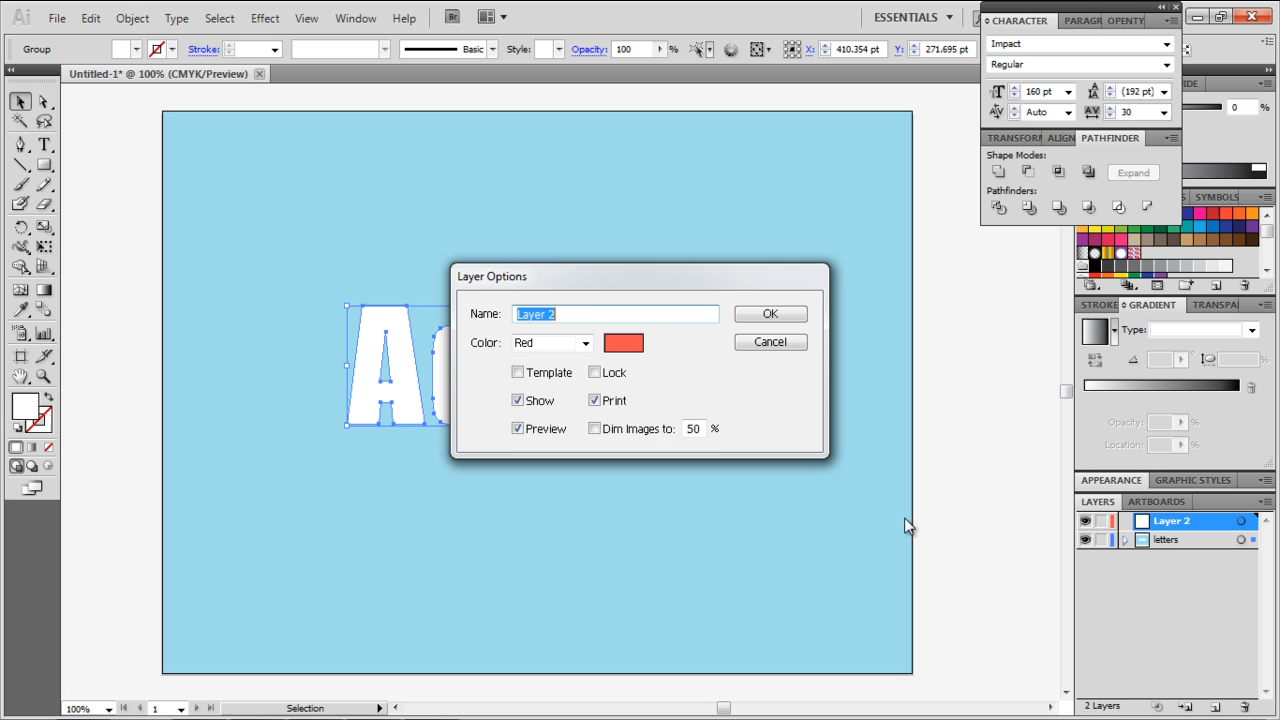 Ai File Edit Object Type Select Effect View Window Help Br ESSENTIALS
CHARACTER PARAGR OPENTY
Group Stroke: Basic Style: Opacity: 100 % X: 410.354 pt Y: 271.695 pt
Impact
Regular
Untitled-1* @ 100% (CMYK/Preview)
IDE
160 pt (192 pt)
0 %
Auto 30
TRANSFORM ALIGN PATHFINDER
Shape Modes:
Expand
Pathfinders:
SYMBOLS
Layer Options
Name: Layer 2 OK
Color: Red Cancel
Template Lock
Show Print
Preview Dim Images to: 50 %
A
STROKE GRADIENT TRANSPA
Type:
%
Opacity: %
Location: %
APPEARANCE GRAPHIC STYLES
LAYERS ARTBOARDS
Layer 2
letters
100% 1 Selection
2 Layers